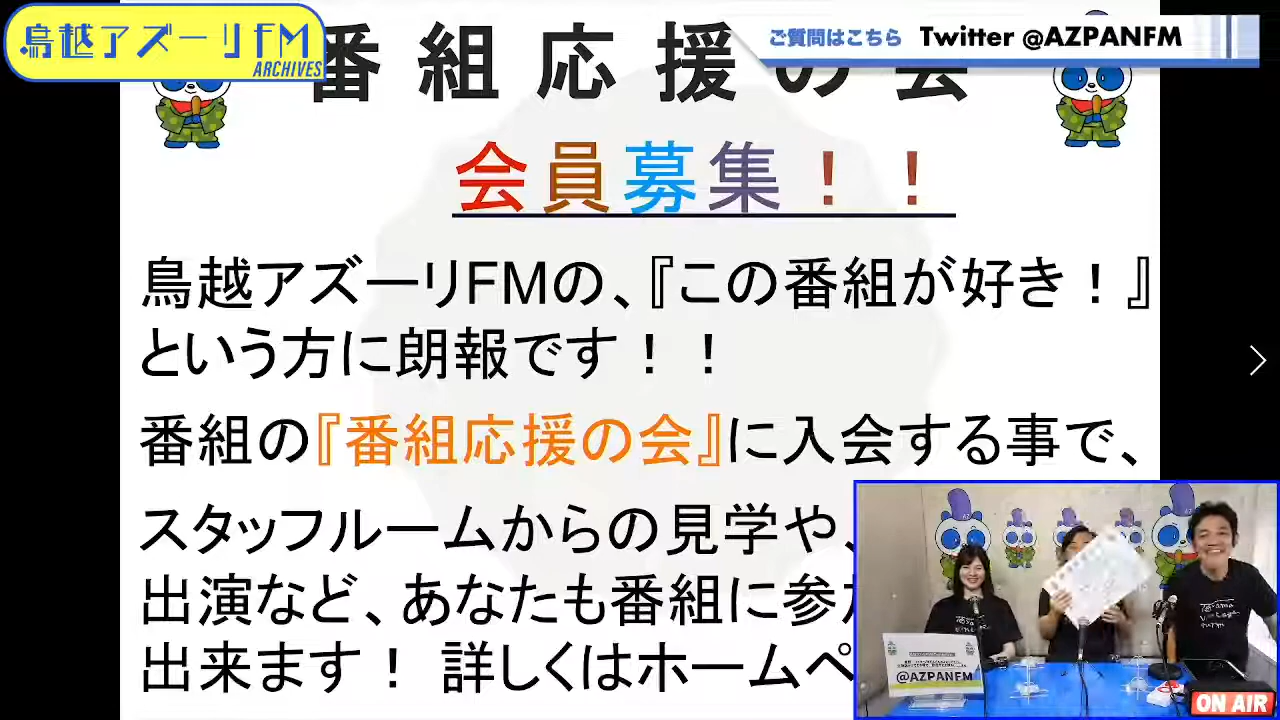 鳥越アズーリFM
ARCHIVES
ご質問はこちら Twitter @AZPANFM
番組応援の会
会員募集！！
鳥越アズーリFMの、『この番組が好き！』
という方に朗報です！！
番組の『番組応援の会』に入会する事で、
スタッフルームからの見学や、
出演など、あなたも番組に参加
出来ます！ 詳しくはホームペ
@AZPANFM
ON AIR